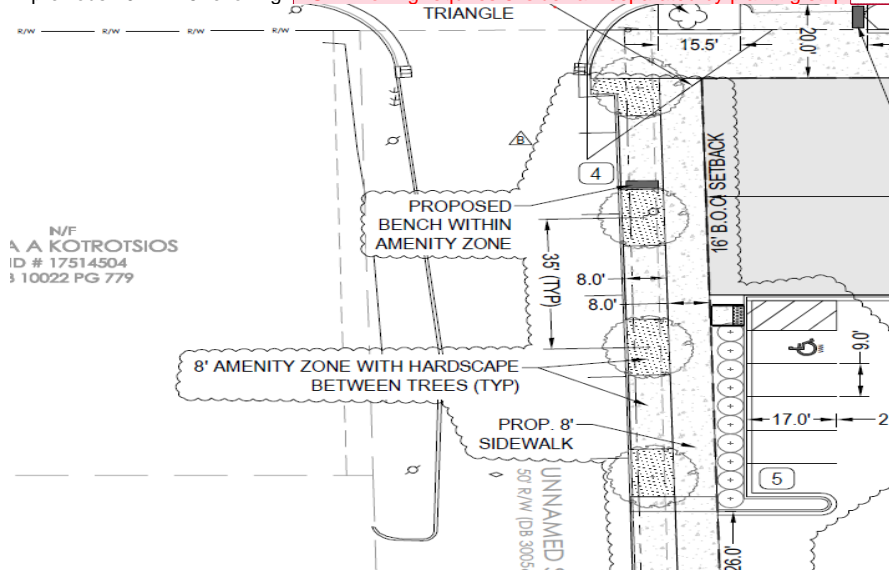 TRIANGLE
R/W
R/W
R/W
R/W
15.5'
20.0'
B
4
16' B.O.C. SETBACK
PROPOSED
BENCH WITHIN
AMENITY ZONE
N/F
A A KOTROTSIOS
ID # 17514504
B 10022 PG 779
35' (TYP)
8.0'
8.0'
8' AMENITY ZONE WITH HARDSCAPE
BETWEEN TREES (TYP)
9.0'
17.0'
2
PROP. 8'
SIDEWALK
5
UNNAMED S
50' R/W (DB 3005
26.0'